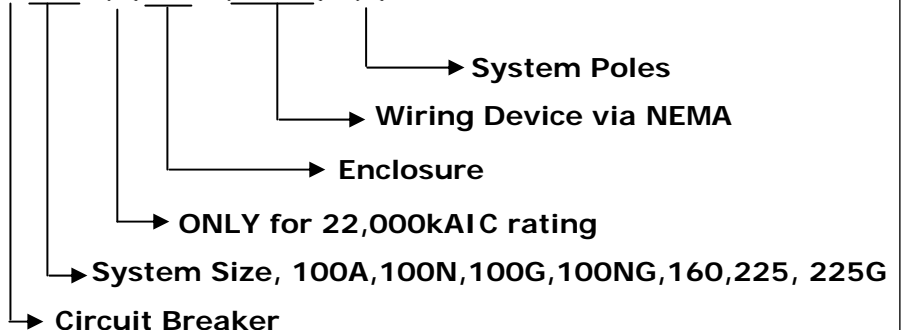 System Poles
Wiring Device via NEMA
Enclosure
ONLY for 22,000kAIC rating
System Size, 100A,100N,100G,100NG,160,225, 225G
Circuit Breaker